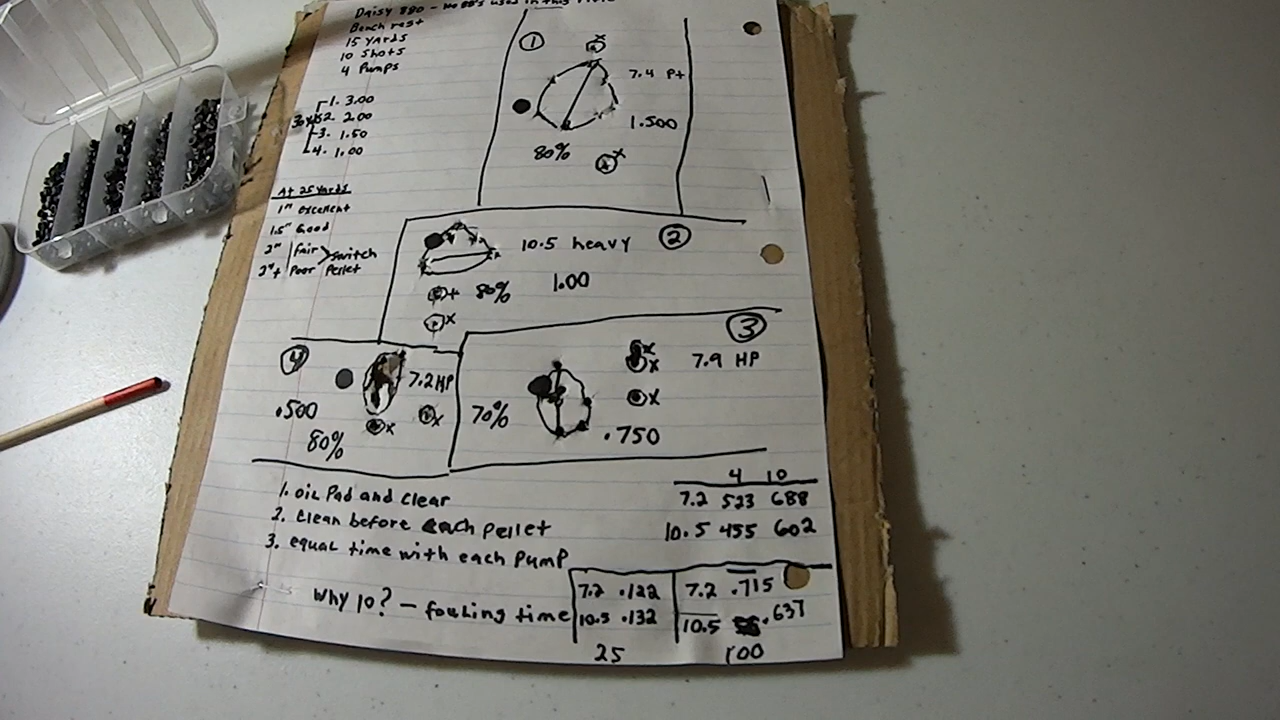 Daisy 880 - No BB's used in this
Bench rest
15 yards
10 shots
4 Pumps
1. 3.00
2. 2.00
3. 1.50
4. 1.00
At 25 yards
1" excellent
1.5" Good
2" fair
2"+ Poor
switch
Pellet
1
x
7.4 Pt
1.500
80%
x
2
10.5 heavy
1.00
80%
+
x
3
x
x
7.9 HP
x
70%
.750
4
7.2 HP
.500
x
x
80%
1. oil Pad and Clear
2. Clean before each pellet
3. equal time with each Pump
Why 10? - fouling time
4 10
7.2 523 688
10.5 455 602
7.2 .122
10.5 .132
25
7.2 .715
10.5 .637
100